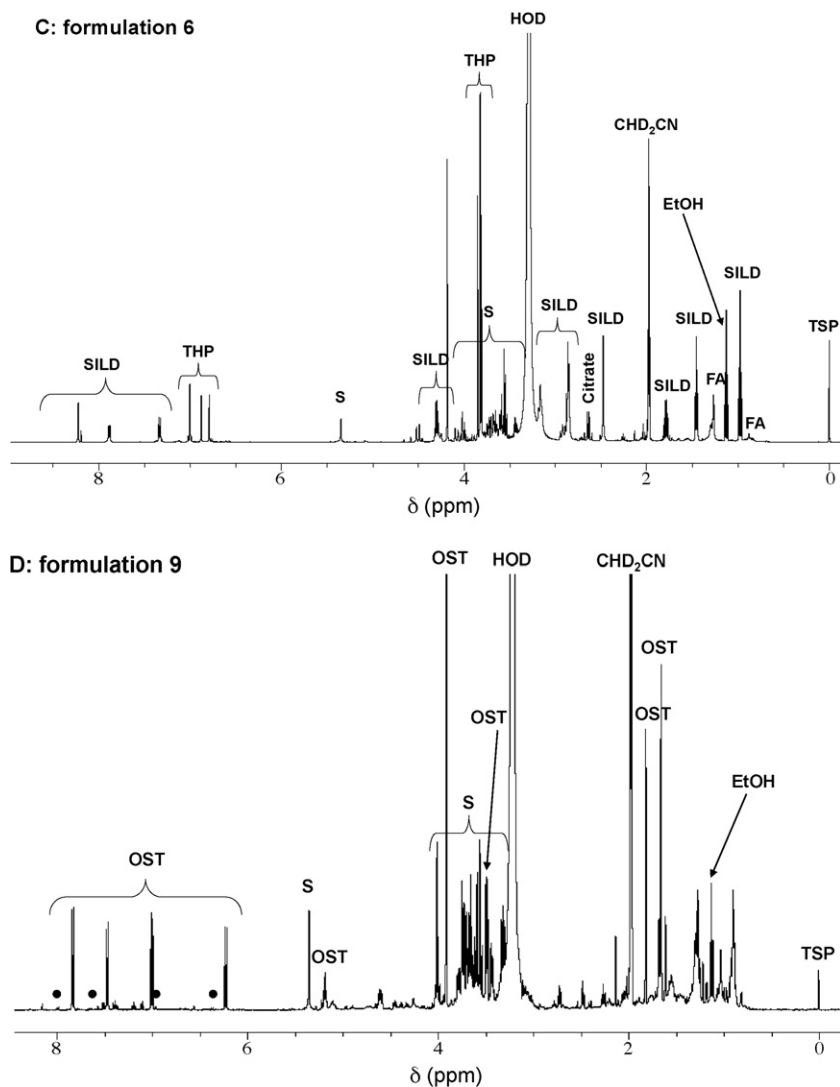 C: formulation 6
HOD
THP
CHD₂CN
EtOH
SILD
SILD
S
SILD
TSP
THP
SILD
SILD
SILD
Citrate
SILD
FA
S
FA
8 6 4 2 0
δ (ppm)
D: formulation 9
OST HOD CHD₂CN
OST
OST
OST
EtOH
S
OST
S
OST
TSP
8 6 4 2 0
δ (ppm)